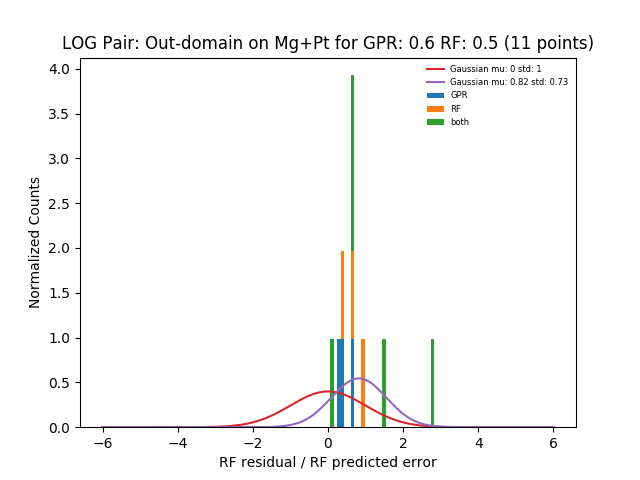 LOG Pair: Out-domain on Mg+Pt for GPR: 0.6 RF: 0.5 (11 points)
Gaussian mu: 0 std: 1
Gaussian mu: 0.82 std: 0.73
GPR
RF
both
Normalized Counts
4.0
3.5
3.0
2.5
2.0
1.5
1.0
0.5
0.0
−6 −4 −2 0 2 4 6
RF residual / RF predicted error